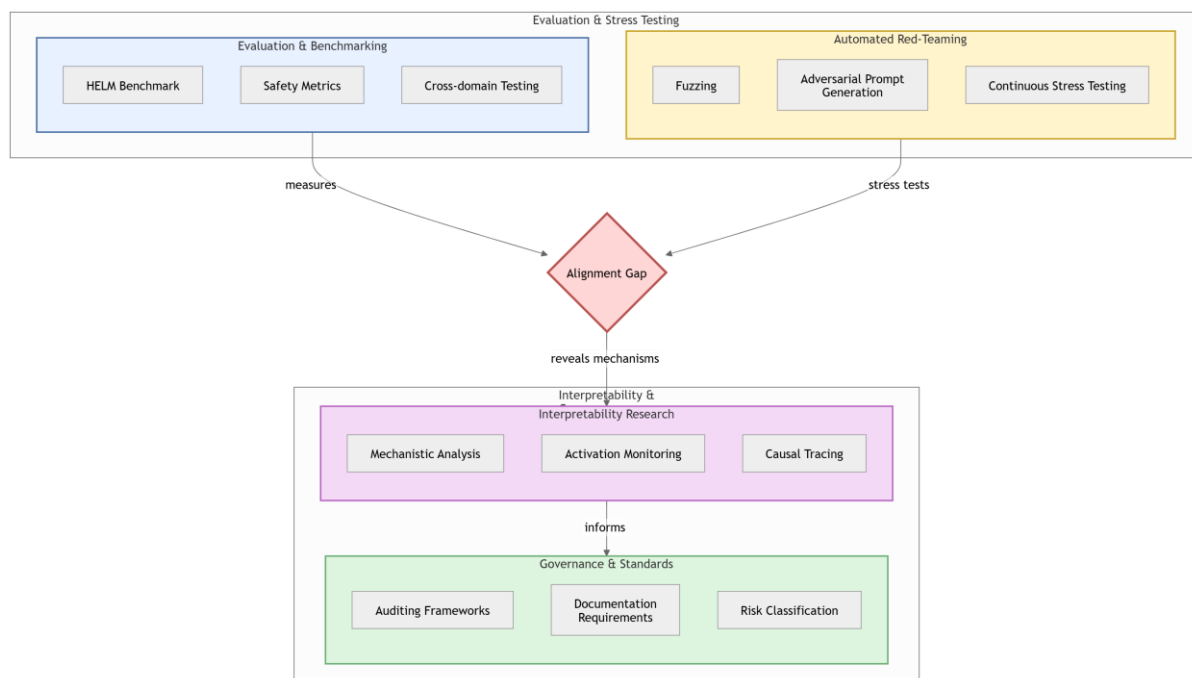 Evaluation & Stress Testing
Evaluation & Benchmarking
Automated Red-Teaming
HELM Benchmark
Safety Metrics
Cross-domain Testing
Fuzzing
Adversarial Prompt
Generation
Continuous Stress Testing
measures
stress tests
Alignment Gap
reveals mechanisms
Interpretability &
Interpretability Research
Mechanistic Analysis
Activation Monitoring
Causal Tracing
informs
Governance & Standards
Auditing Frameworks
Documentation
Requirements
Risk Classification